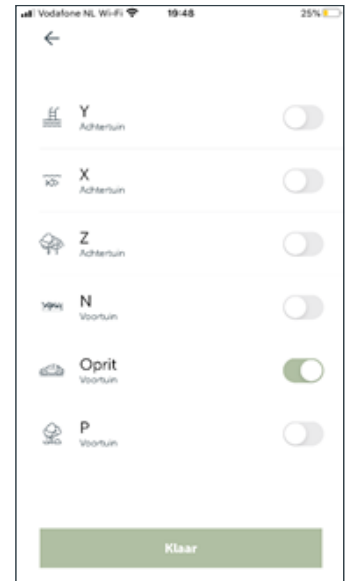 Vodafone NL Wi-Fi 19:48 25%
Y
Achtertuin
X
Achtertuin
Z
Achtertuin
N
Voortuin
Oprit
Voortuin
P
Voortuin
Klaar